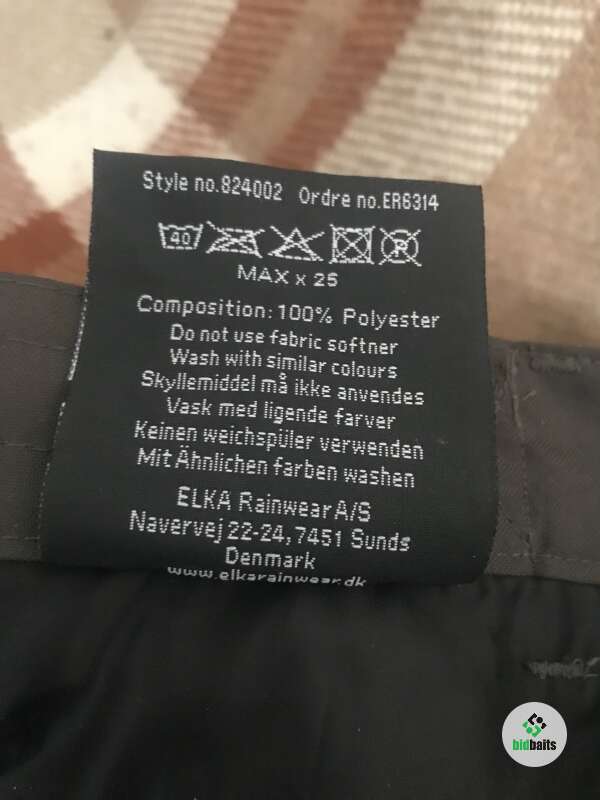 Style no.824002 Ordre no.ER6314
40 P
MAX x 25
Composition: 100% Polyester
Do not use fabric softner
Wash with similar colours
Skyllemiddel må ikke anvendes
Vask med ligende farver
Keinen weichspüler verwenden
Mit Ähnlichen farben washen
ELKA Rainwear A/S
Navervej 22-24, 7451 Sunds
Denmark
www.elkarainwear.dk
bidbaits